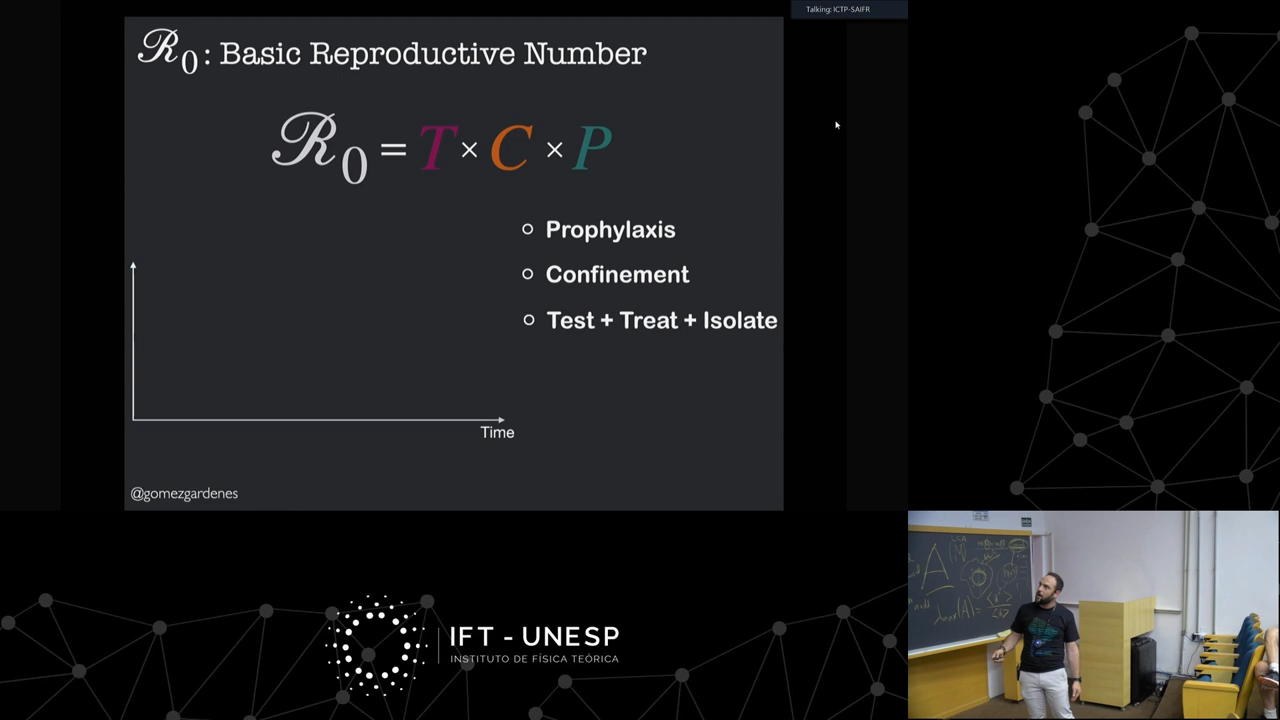 Talking: ICTP-SAIFR
ℛ0: Basic Reproductive Number
ℛ0 = T × C × P
Prophylaxis
Confinement
Test + Treat + Isolate
Time
@gomezgardenes
IFT - UNESP
INSTITUTO DE FÍSICA TEÓRICA
A
λmax(A) =